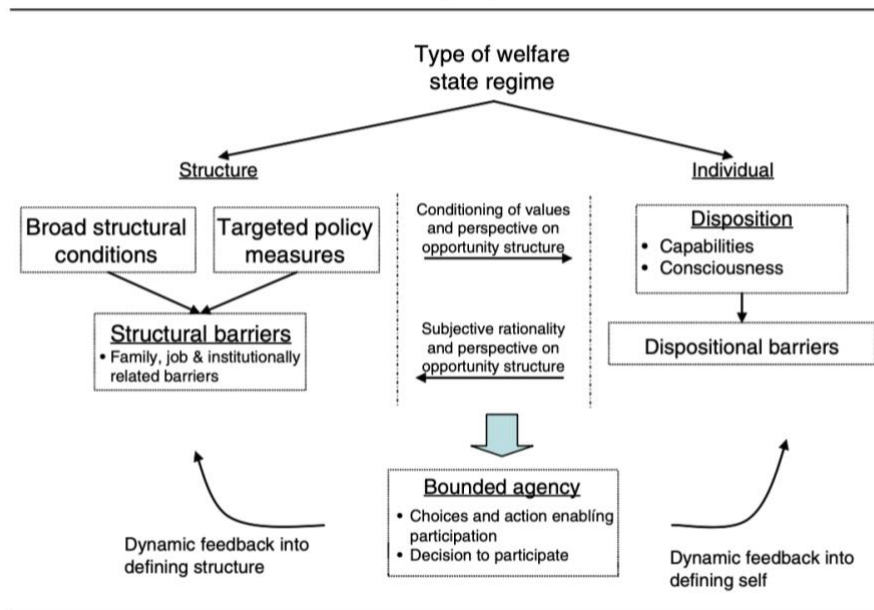 Type of welfare
state regime
Structure
Individual
Broad structural
conditions
Targeted policy
measures
Structural barriers
• Family, job & institutionally
related barriers
Conditioning of values
and perspective on
opportunity structure
Subjective rationality
and perspective on
opportunity structure
Disposition
• Capabilities
• Consciousness
Dispositional barriers
Bounded agency
• Choices and action enabling
participation
• Decision to participate
Dynamic feedback into
defining structure
Dynamic feedback into
defining self